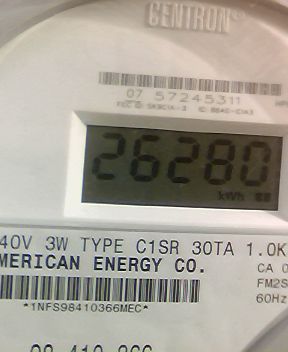 CENTRON®
07 57245311
26280
kWh
40V 3W TYPE C1SR 30TA 1.0K
MERICAN ENERGY CO.
CA 0
FM2S
60Hz
*1NFS98410366MEC*